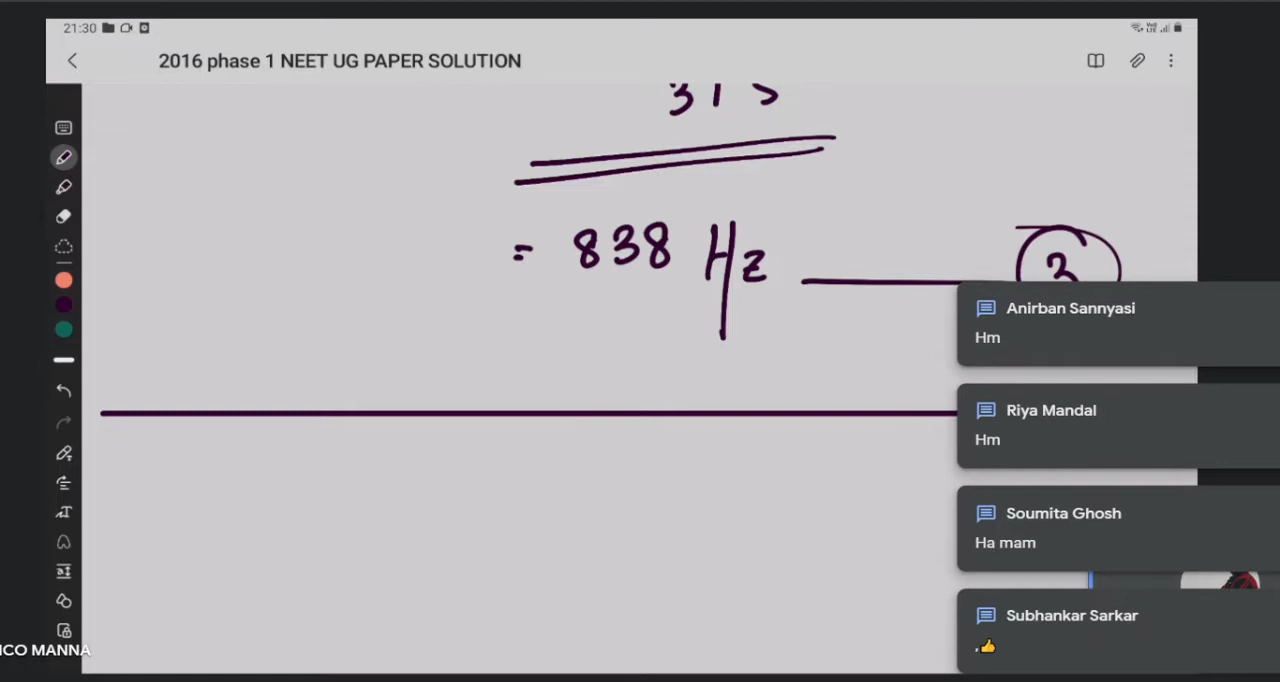 21:30
2016 phase 1 NEET UG PAPER SOLUTION
315
= 838 Hz
3
Anirban Sannyasi
Hm
Riya Mandal
Hm
Soumita Ghosh
Ha mam
Subhankar Sarkar
,👍
ICO MANNA